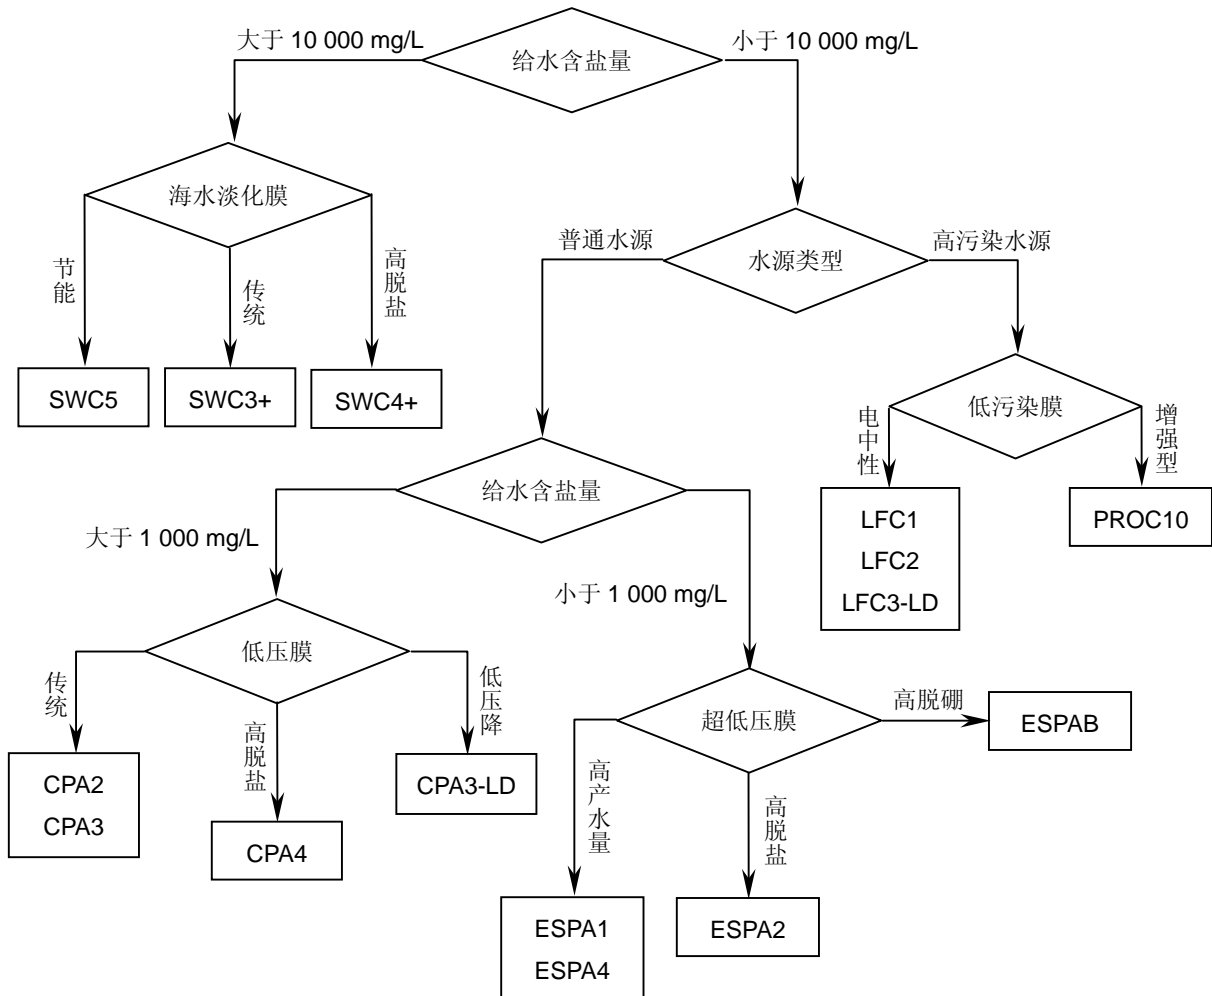 大于 10 000 mg/L
给水含盐量
小于 10 000 mg/L
海水淡化膜
节能
传统
高脱盐
SWC5
SWC3+
SWC4+
普通水源
水源类型
高污染水源
低污染膜
电中性
增强型
LFC1
LFC2
LFC3-LD
PROC10
给水含盐量
大于 1 000 mg/L
小于 1 000 mg/L
低压膜
传统
高脱盐
低压降
CPA2
CPA3
CPA4
CPA3-LD
超低压膜
高脱硼
ESPAB
高产水量
高脱盐
ESPA1
ESPA4
ESPA2